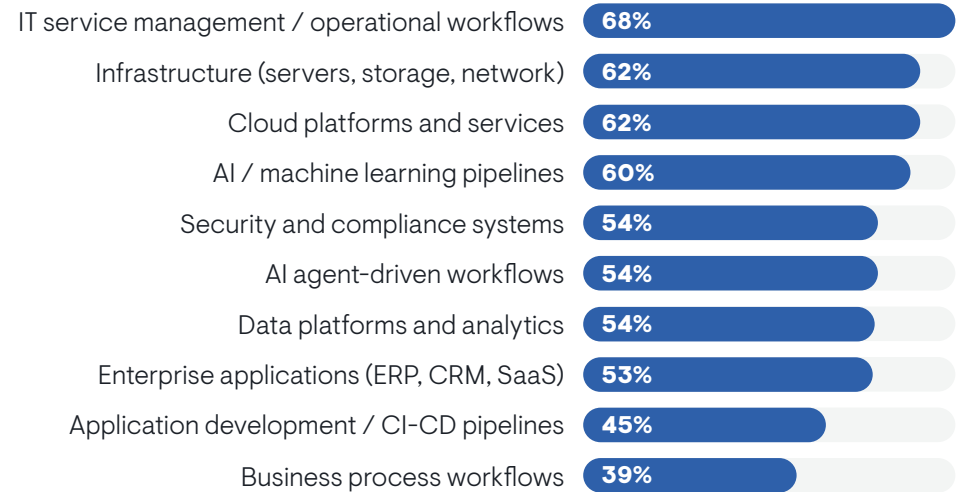 IT service management / operational workflows 68%
Infrastructure (servers, storage, network) 62%
Cloud platforms and services 62%
AI / machine learning pipelines 60%
Security and compliance systems 54%
AI agent-driven workflows 54%
Data platforms and analytics 54%
Enterprise applications (ERP, CRM, SaaS) 53%
Application development / CI-CD pipelines 45%
Business process workflows 39%